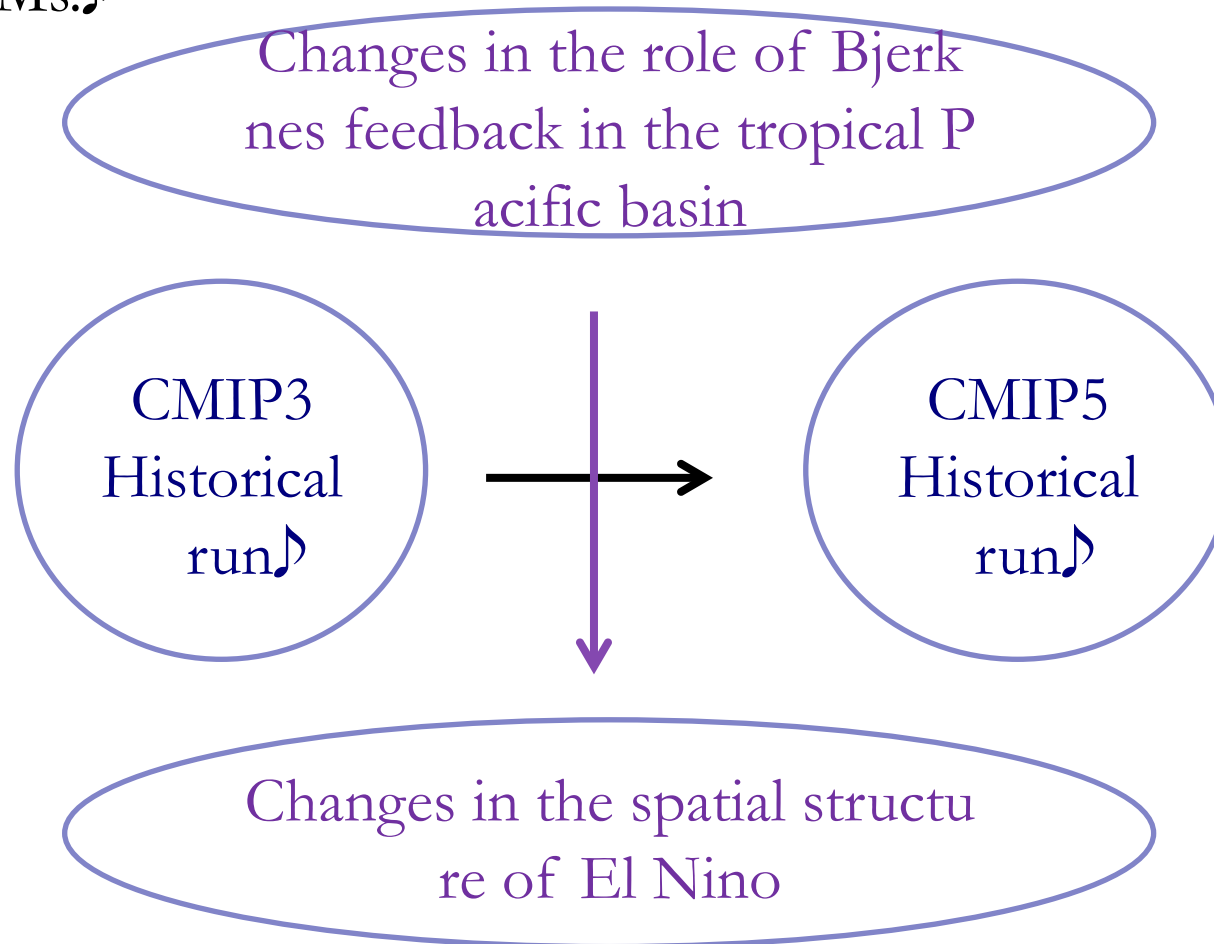 Ms.♪
Changes in the role of Bjerk
nes feedback in the tropical P
acific basin
CMIP3
Historical
run♪
CMIP5
Historical
run♪
Changes in the spatial structu
re of El Nino